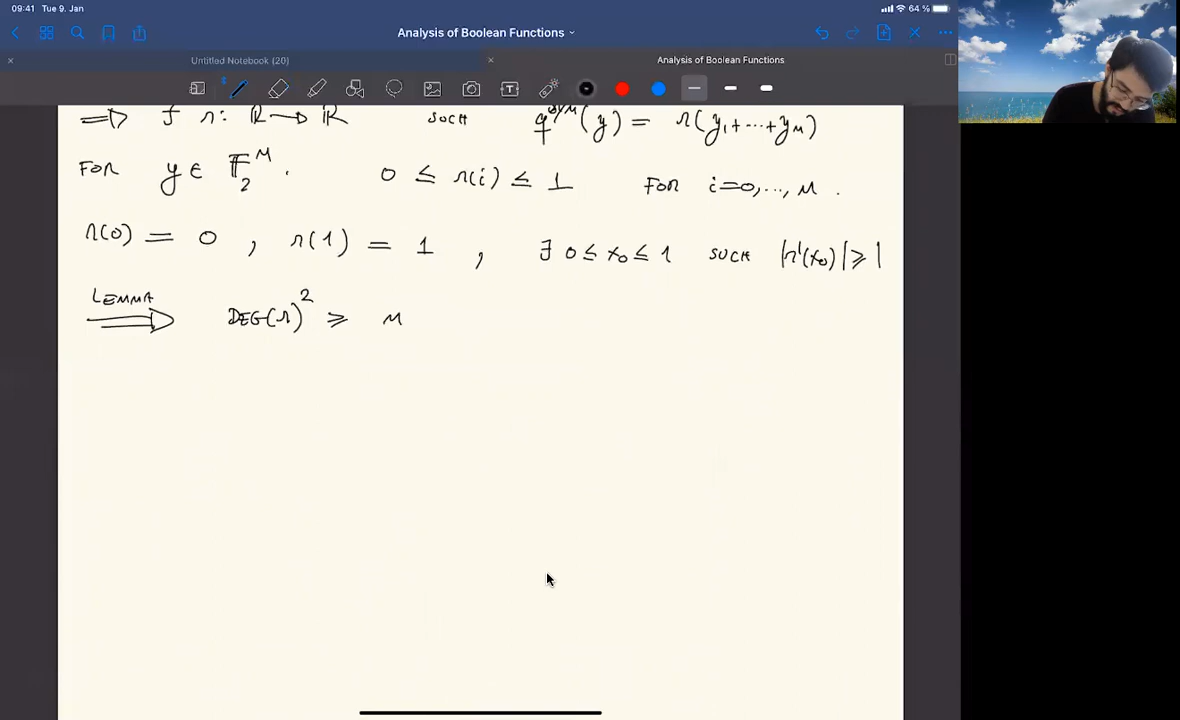 09:41 Tue 9. Jan
64 %
Analysis of Boolean Functions
Untitled Notebook (20)
Analysis of Boolean Functions
⟹ ∃ r: ℝ → ℝ SUCH q^{sym}(y) = r(y₁+⋯+y_M)
FOR y ∈ 𝔽₂^M . 0 ≤ r(i) ≤ 1 FOR i=0,..., M .
r(0) = 0 , r(1) = 1 , ∃ 0 ≤ x₀ ≤ 1 SUCH |r'(x₀)| ≥ 1
LEMMA
⟹ DEG(r)² ≥ M